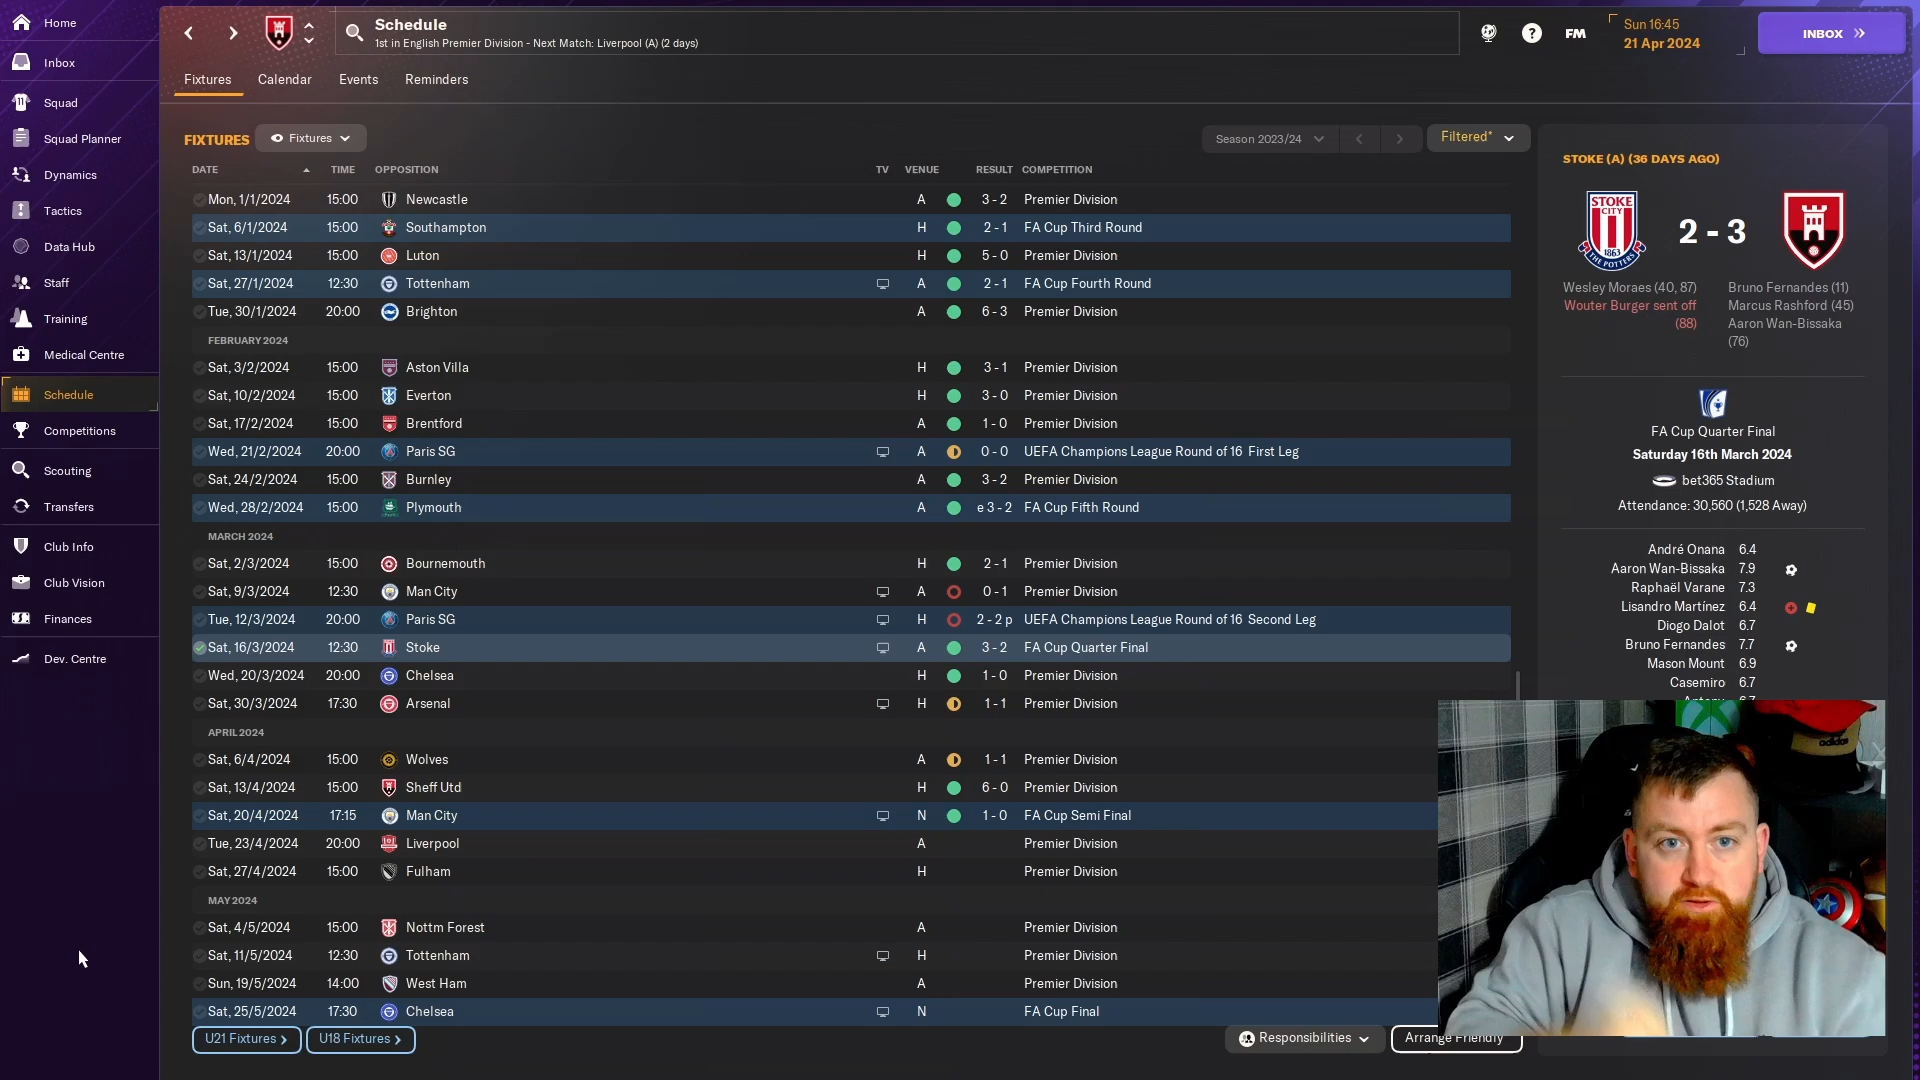 Home
Inbox
Squad
Squad Planner
Dynamics
Tactics
Data Hub
Staff
Training
Medical Centre
Schedule
Competitions
Scouting
Transfers
Club Info
Club Vision
Finances
Dev. Centre
Schedule
1st in English Premier Division - Next Match: Liverpool (A) (2 days)
? FM
Sun 16:45
21 Apr 2024
INBOX
Fixtures Calendar Events Reminders
FIXTURES Fixtures Season 2023/24 Filtered*
DATE TIME OPPOSITION TV VENUE RESULT COMPETITION
Mon, 1/1/2024 15:00 Newcastle A 3 - 2 Premier Division
Sat, 6/1/2024 15:00 Southampton H 2 - 1 FA Cup Third Round
Sat, 13/1/2024 15:00 Luton H 5 - 0 Premier Division
Sat, 27/1/2024 12:30 Tottenham A 2 - 1 FA Cup Fourth Round
Tue, 30/1/2024 20:00 Brighton A 6 - 3 Premier Division
FEBRUARY 2024
Sat, 3/2/2024 15:00 Aston Villa H 3 - 1 Premier Division
Sat, 10/2/2024 15:00 Everton H 3 - 0 Premier Division
Sat, 17/2/2024 15:00 Brentford A 1 - 0 Premier Division
Wed, 21/2/2024 20:00 Paris SG A 0 - 0 UEFA Champions League Round of 16 First Leg
Sat, 24/2/2024 15:00 Burnley A 3 - 2 Premier Division
Wed, 28/2/2024 15:00 Plymouth A e 3 - 2 FA Cup Fifth Round
MARCH 2024
Sat, 2/3/2024 15:00 Bournemouth H 2 - 1 Premier Division
Sat, 9/3/2024 12:30 Man City A 0 - 1 Premier Division
Tue, 12/3/2024 20:00 Paris SG H 2 - 2 p UEFA Champions League Round of 16 Second Leg
Sat, 16/3/2024 12:30 Stoke A 3 - 2 FA Cup Quarter Final
Wed, 20/3/2024 20:00 Chelsea H 1 - 0 Premier Division
Sat, 30/3/2024 17:30 Arsenal H 1 - 1 Premier Division
APRIL 2024
Sat, 6/4/2024 15:00 Wolves A 1 - 1 Premier Division
Sat, 13/4/2024 15:00 Sheff Utd H 6 - 0 Premier Division
Sat, 20/4/2024 17:15 Man City N 1 - 0 FA Cup Semi Final
Tue, 23/4/2024 20:00 Liverpool A Premier Division
Sat, 27/4/2024 15:00 Fulham H Premier Division
MAY 2024
Sat, 4/5/2024 15:00 Nottm Forest A Premier Division
Sat, 11/5/2024 12:30 Tottenham H Premier Division
Sun, 19/5/2024 14:00 West Ham A Premier Division
Sat, 25/5/2024 17:30 Chelsea N FA Cup Final
U21 Fixtures U18 Fixtures Responsibilities Arrange Friendly
STOKE (A) (36 DAYS AGO)
STOKE
CITY
1863
THE POTTERS
2 - 3
Wesley Moraes (40, 87)
Wouter Burger sent off
(88)
Bruno Fernandes (11)
Marcus Rashford (45)
Aaron Wan-Bissaka
(76)
FA Cup Quarter Final
Saturday 16th March 2024
bet365 Stadium
Attendance: 30,560 (1,528 Away)
André Onana 6.4
Aaron Wan-Bissaka 7.9
Raphaël Varane 7.3
Lisandro Martínez 6.4
Diogo Dalot 6.7
Bruno Fernandes 7.7
Mason Mount 6.9
Casemiro 6.7
Antony 6.7
adidas